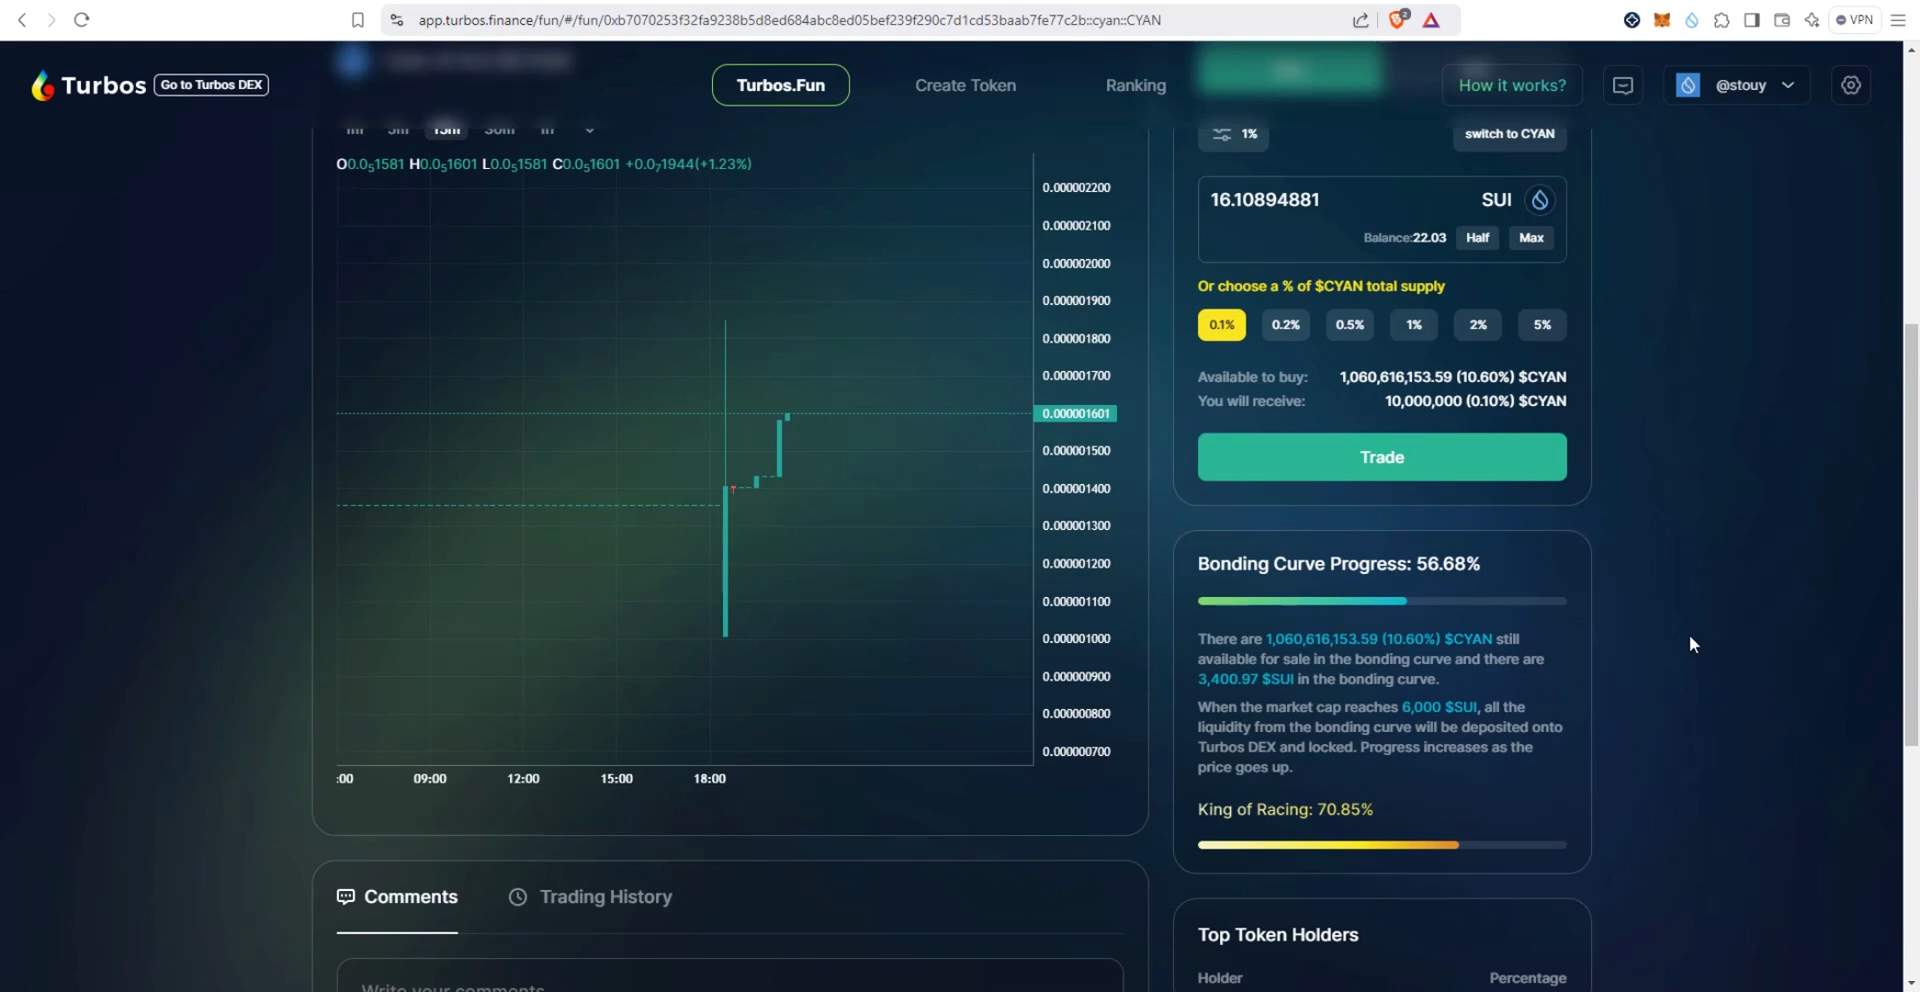 app.turbos.finance/fun/#/fun/0xb7070253f32fa9238b5d8ed684abc8ed05bef239f290c7d1cd53baab7fe77c2b::cyan::CYAN
2
VPN
Turbos
Go to Turbos DEX
Turbos.Fun
Create Token
Ranking
How it works?
@stouy
15m 30m
O0.0₅1581 H0.0₅1601 L0.0₅1581 C0.0₅1601 +0.0₇1944(+1.23%)
0.000002200
0.000002100
0.000002000
0.000001900
0.000001800
0.000001700
0.000001601
0.000001500
0.000001400
0.000001300
0.000001200
0.000001100
0.000001000
0.000000900
0.000000800
0.000000700
:00 09:00 12:00 15:00 18:00
1%
switch to CYAN
16.10894881
SUI
Balance:22.03
Half
Max
Or choose a % of $CYAN total supply
0.1% 0.2% 0.5% 1% 2% 5%
Available to buy: 1,060,616,153.59 (10.60%) $CYAN
You will receive: 10,000,000 (0.10%) $CYAN
Trade
Bonding Curve Progress: 56.68%
There are 1,060,616,153.59 (10.60%) $CYAN still
available for sale in the bonding curve and there are
3,400.97 $SUI in the bonding curve.
When the market cap reaches 6,000 $SUI, all the
liquidity from the bonding curve will be deposited onto
Turbos DEX and locked. Progress increases as the
price goes up.
King of Racing: 70.85%
Comments
Trading History
Write your comments
Top Token Holders
Holder
Percentage